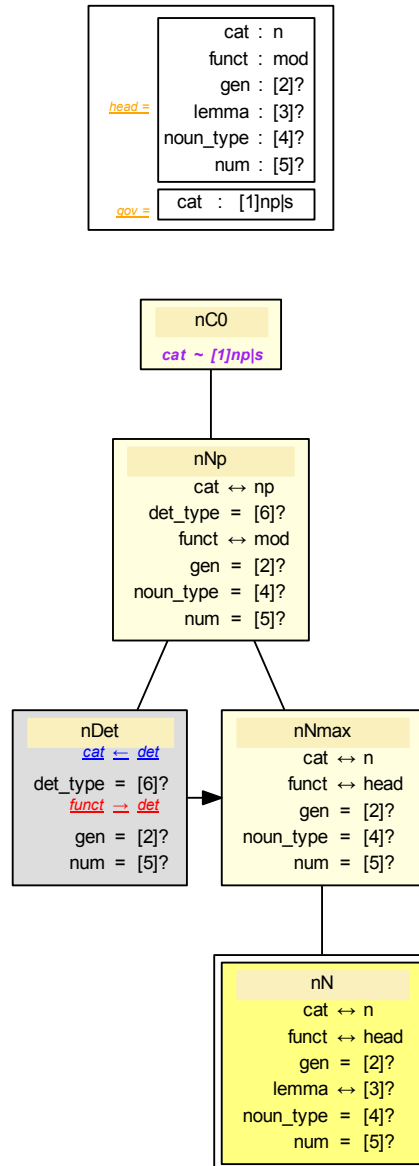 cat : n
funct : mod
gen : [2]?
head =
lemma : [3]?
noun_type : [4]?
num : [5]?
gov =
cat : [1]np|s
nC0
cat ~ [1]np|s
nNp
cat ↔ np
det_type = [6]?
funct ↔ mod
gen = [2]?
noun_type = [4]?
num = [5]?
nDet
cat ← det
det_type = [6]?
funct → det
gen = [2]?
num = [5]?
nNmax
cat ↔ n
funct ↔ head
gen = [2]?
noun_type = [4]?
num = [5]?
nN
cat ↔ n
funct ↔ head
gen = [2]?
lemma ↔ [3]?
noun_type = [4]?
num = [5]?